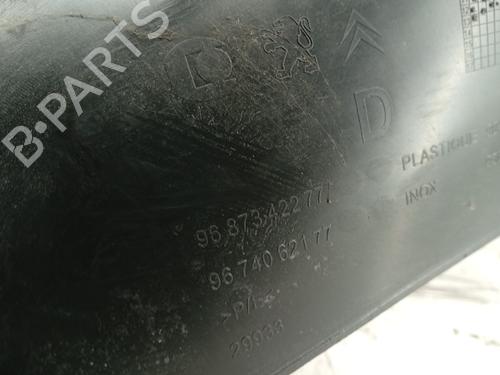 B-PARTS
D
PLASTIQUE
INOX
96 873 422 77
96 740 621 77
29933